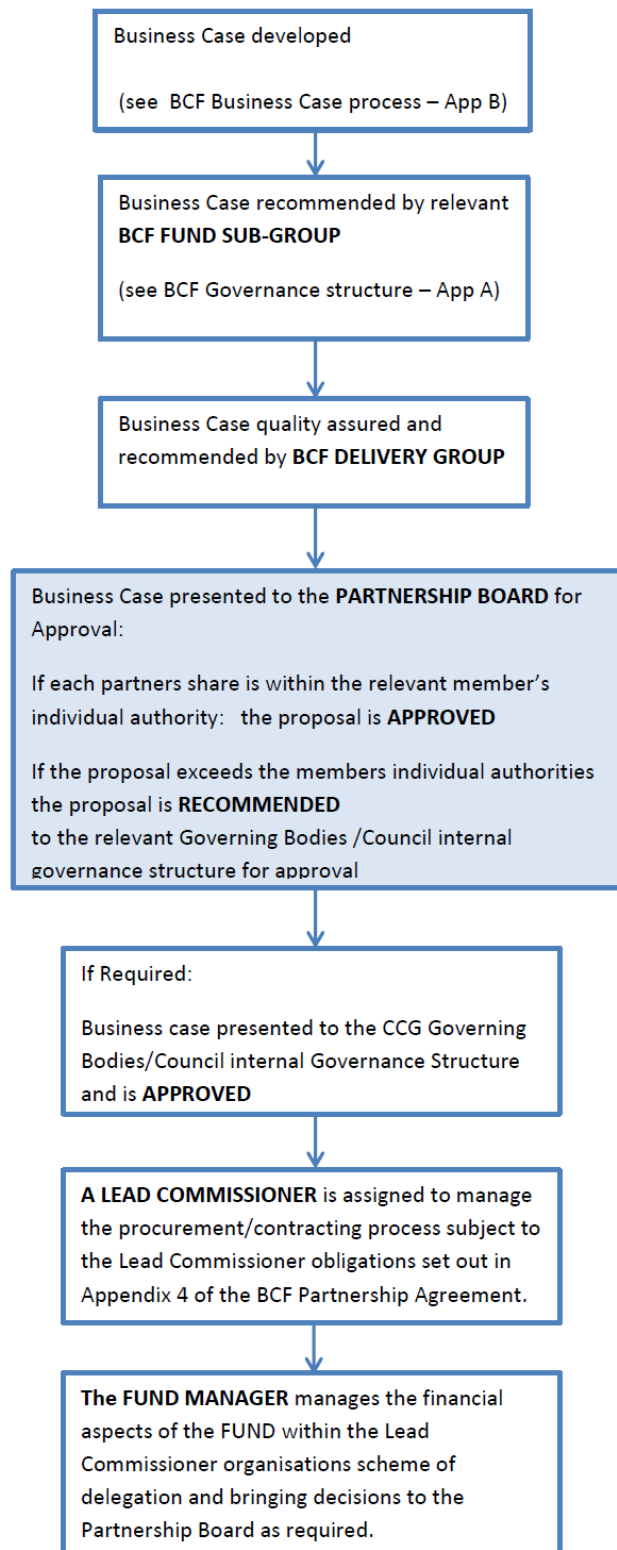 Business Case developed
(see BCF Business Case process – App B)
Business Case recommended by relevant
BCF FUND SUB-GROUP
(see BCF Governance structure – App A)
Business Case quality assured and
recommended by BCF DELIVERY GROUP
Business Case presented to the PARTNERSHIP BOARD for
Approval:
If each partners share is within the relevant member’s
individual authority: the proposal is APPROVED
If the proposal exceeds the members individual authorities
the proposal is RECOMMENDED
to the relevant Governing Bodies /Council internal
governance structure for approval
If Required:
Business case presented to the CCG Governing
Bodies/Council internal Governance Structure
and is APPROVED
A LEAD COMMISSIONER is assigned to manage
the procurement/contracting process subject to
the Lead Commissioner obligations set out in
Appendix 4 of the BCF Partnership Agreement.
The FUND MANAGER manages the financial
aspects of the FUND within the Lead
Commissioner organisations scheme of
delegation and bringing decisions to the
Partnership Board as required.